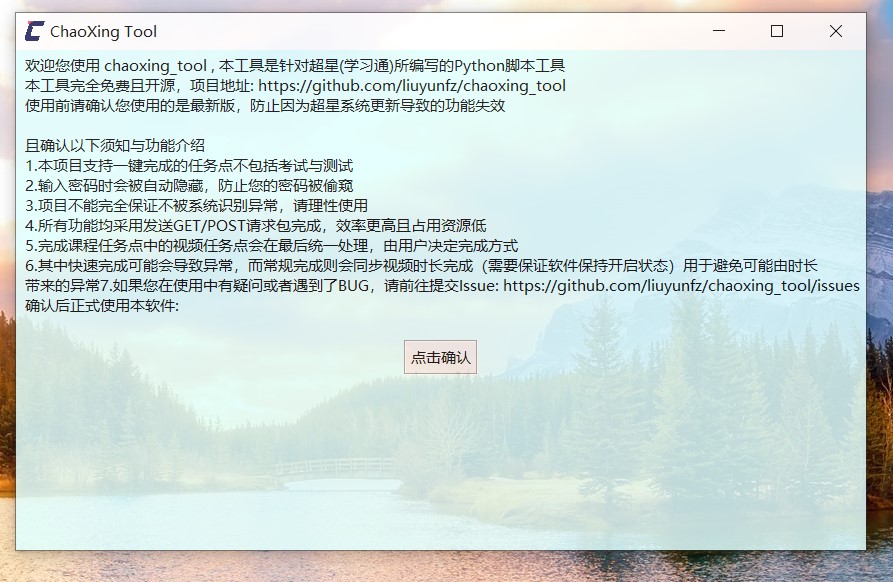 ChaoXing Tool
欢迎您使用 chaoxing_tool , 本工具是针对超星(学习通)所编写的Python脚本工具
本工具完全免费且开源，项目地址: https://github.com/liuyunfz/chaoxing_tool
使用前请确认您使用的是最新版，防止因为超星系统更新导致的功能失效
且确认以下须知与功能介绍
1.本项目支持一键完成的任务点不包括考试与测试
2.输入密码时会被自动隐藏，防止您的密码被偷窥
3.项目不能完全保证不被系统识别异常，请理性使用
4.所有功能均采用发送GET/POST请求包完成，效率更高且占用资源低
5.完成课程任务点中的视频任务点会在最后统一处理，由用户决定完成方式
6.其中快速完成可能会导致异常，而常规完成则会同步视频时长完成（需要保证软件保持开启状态）用于避免可能由时长
带来的异常7.如果您在使用中有疑问或者遇到了BUG，请前往提交Issue: https://github.com/liuyunfz/chaoxing_tool/issues
确认后正式使用本软件:
点击确认